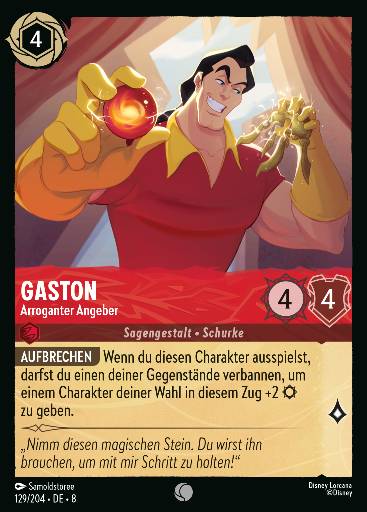 4
GASTON
Arroganter Angeber
4
4
Sagengestalt • Schurke
AUFBRECHEN Wenn du diesen Charakter ausspielst,
darfst du einen deiner Gegenstände verbannen, um
einem Charakter deiner Wahl in diesem Zug +2
zu geben.
„Nimm diesen magischen Stein. Du wirst ihn
brauchen, um mit mir Schritt zu halten!“
Samoldstoree
129/204 • DE • 8
Disney Lorcana
©Disney